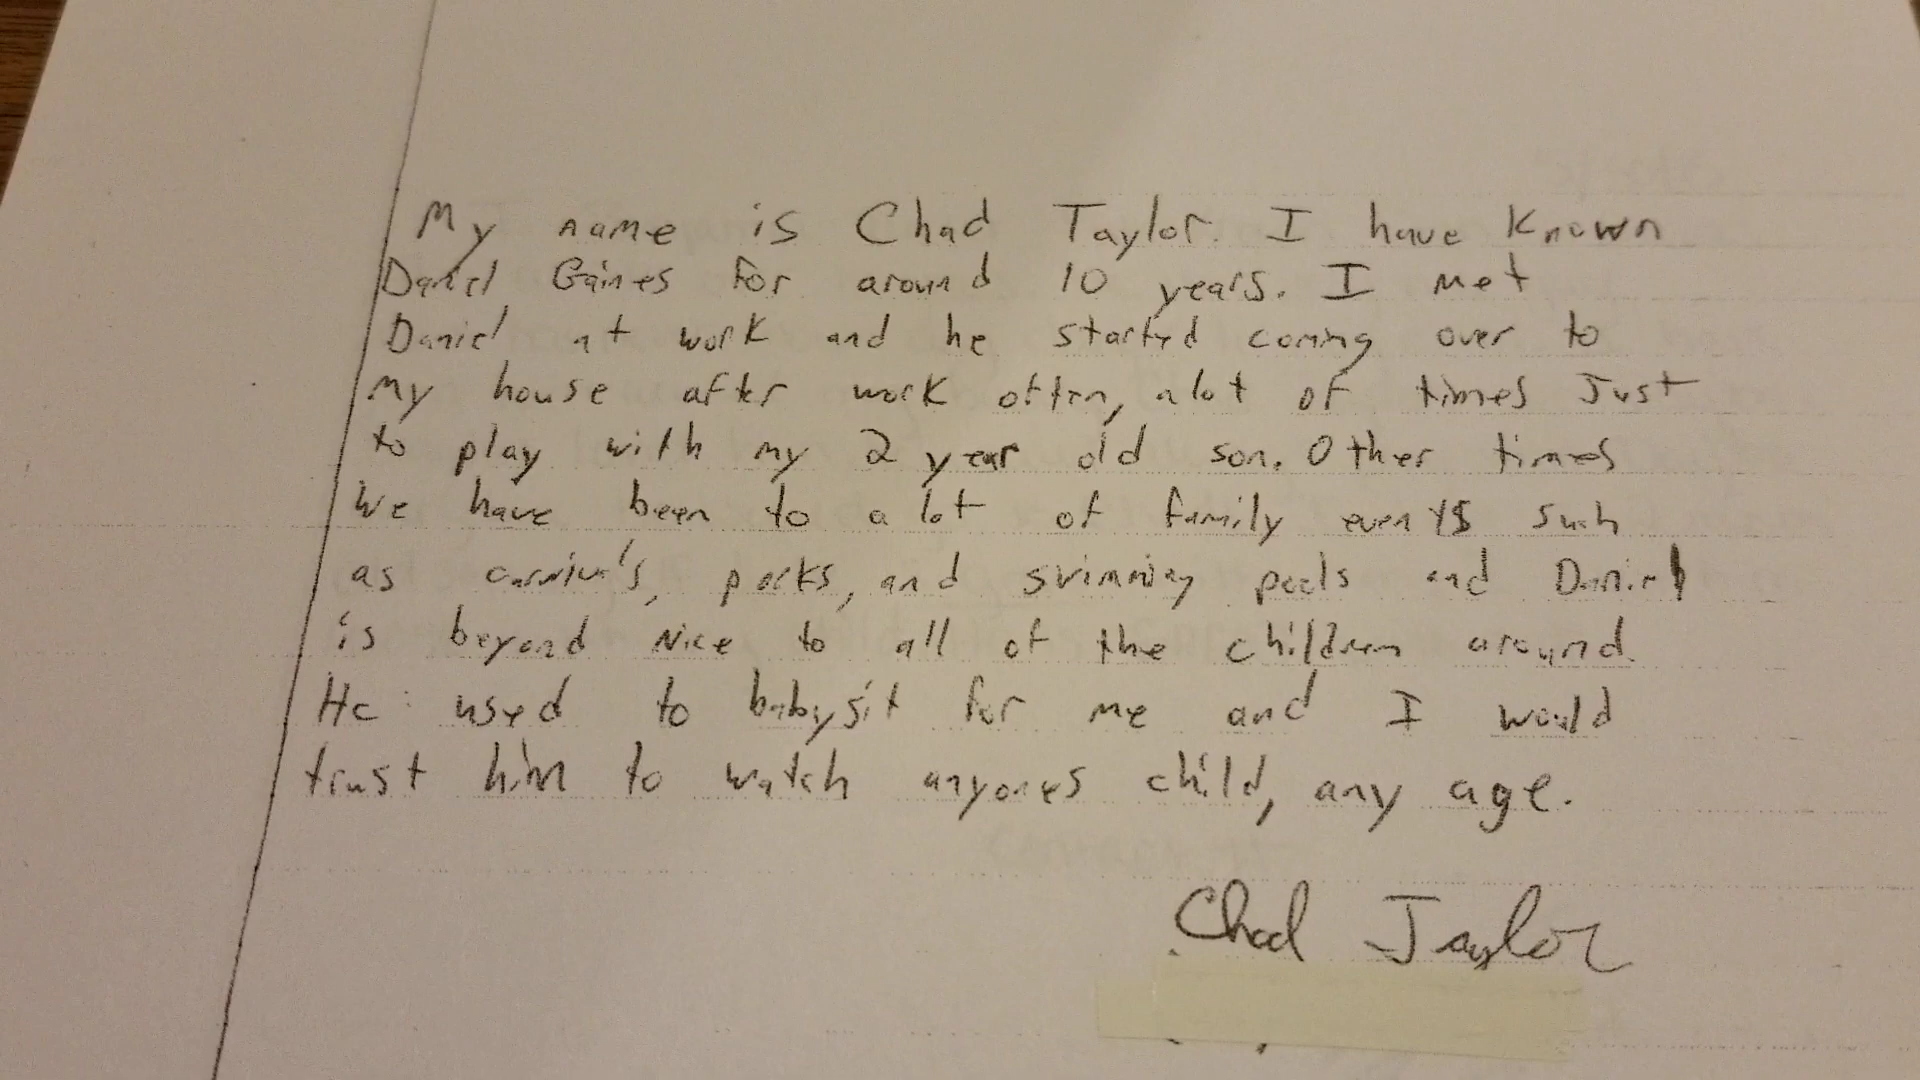 My name is Chad Taylor. I have known
Daniel Gaines for around 10 years. I met
Daniel at work and he started coming over to
my house after work often, alot of times Just
to play with my 2 year old son. Other times
We have been to a lot of family events such
as carnival's, parks, and swimming pools and Daniel
is beyond Nice to all of the children around.
He used to babysit for me and I would
trust him to watch anyones child, any age.
Chad Taylor